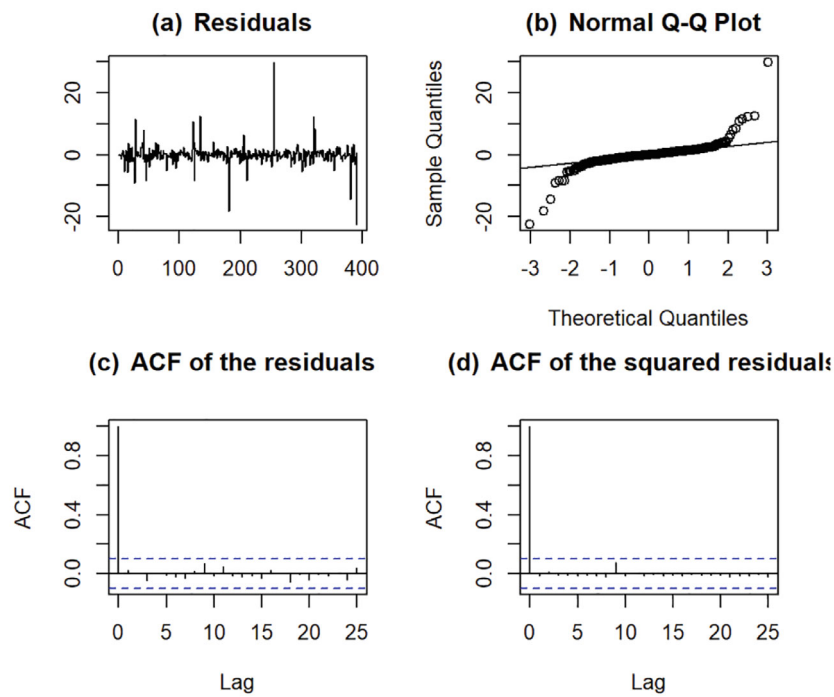 (a) Residuals
20
0
-20
0 100 200 300 400
(b) Normal Q-Q Plot
Sample Quantiles
20
0
-20
-3 -2 -1 0 1 2 3
Theoretical Quantiles
(c) ACF of the residuals
ACF
0.8
0.4
0.0
0 5 10 15 20 25
Lag
(d) ACF of the squared residuals
ACF
0.8
0.4
0.0
0 5 10 15 20 25
Lag